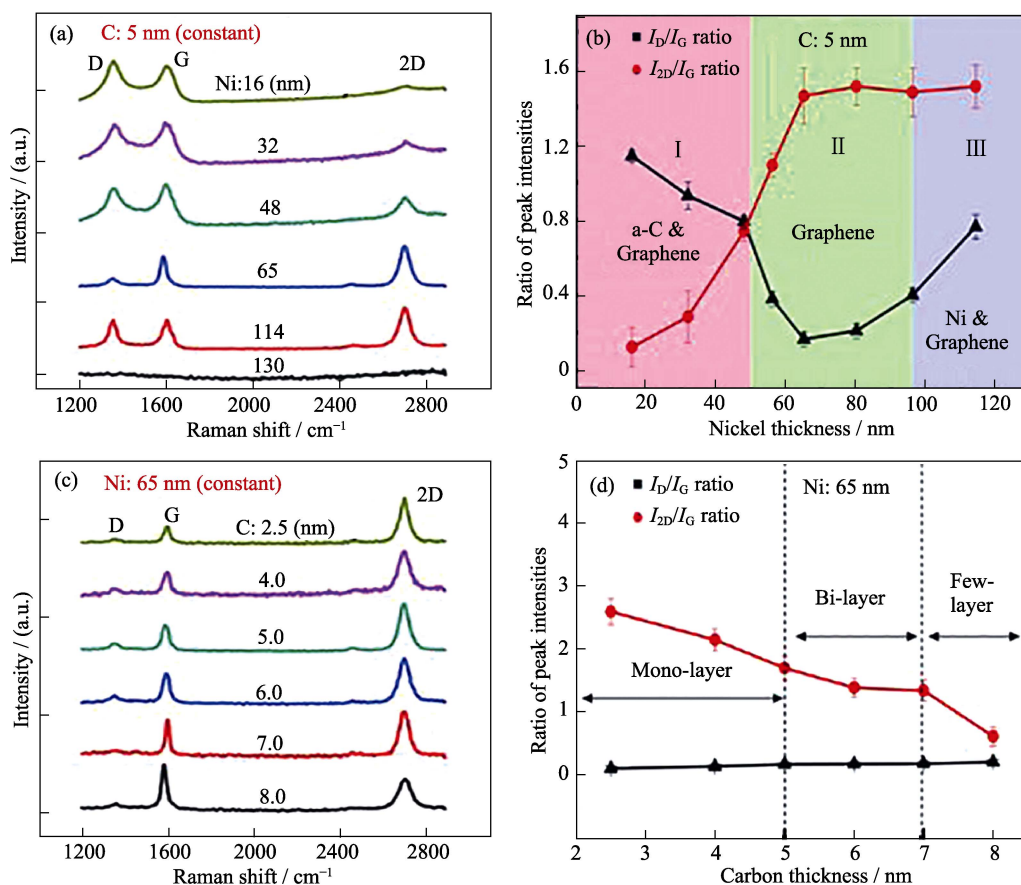 (a) C: 5 nm (constant)
D G 2D
Ni:16 (nm)
32
48
65
114
130
Intensity / (a.u.)
1200 1600 2000 2400 2800
Raman shift / cm⁻¹
(b) C: 5 nm
I_D/I_G ratio
I_2D/I_G ratio
I II III
a-C &
Graphene
Graphene
Ni &
Graphene
Ratio of peak intensities
1.6
1.2
0.8
0.4
0
0 20 40 60 80 100 120
Nickel thickness / nm
(c) Ni: 65 nm (constant)
D G 2D
C: 2.5 (nm)
4.0
5.0
6.0
7.0
8.0
Intensity / (a.u.)
1200 1600 2000 2400 2800
Raman shift / cm⁻¹
(d) Ni: 65 nm
I_D/I_G ratio
I_2D/I_G ratio
Mono-layer
Bi-layer
Few-
layer
Ratio of peak intensities
5
4
3
2
1
0
2 3 4 5 6 7 8
Carbon thickness / nm